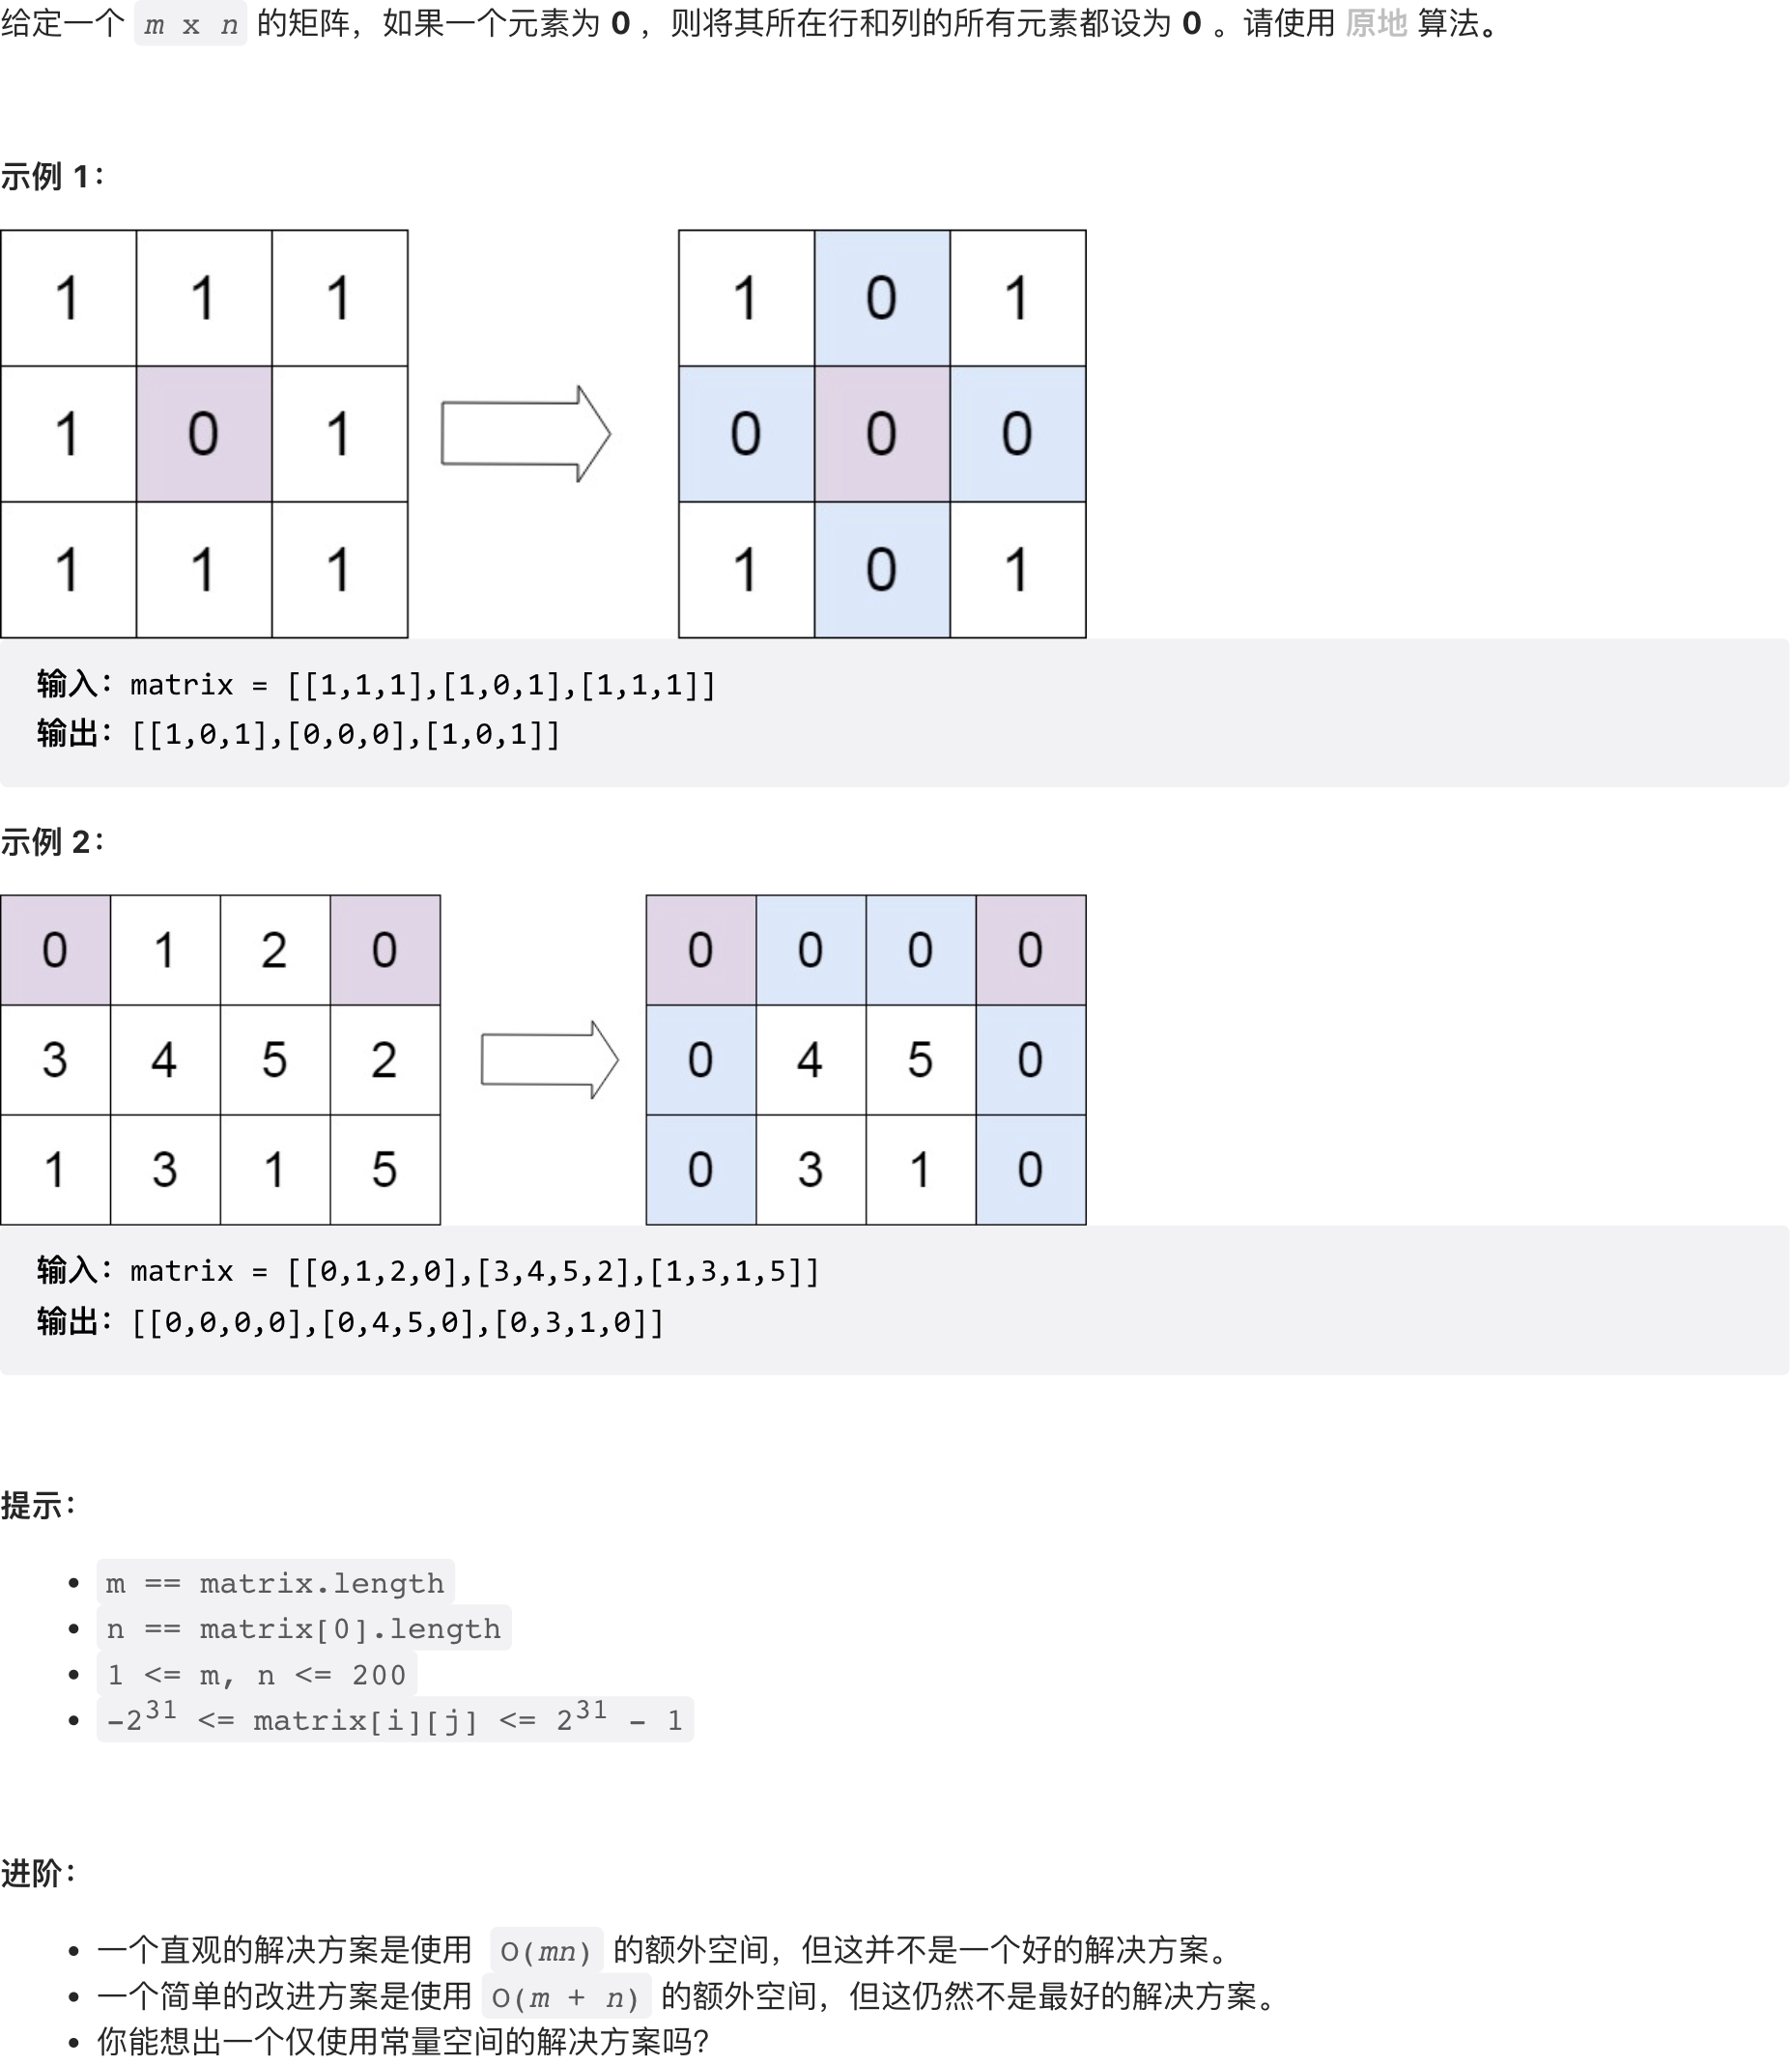 给定一个 m x n 的矩阵，如果一个元素为 0 ，则将其所在行和列的所有元素都设为 0 。请使用 原地 算法。
示例 1：
1 1 1 1 0 1
1 0 1 0 0 0
1 1 1 1 0 1
输入：matrix = [[1,1,1],[1,0,1],[1,1,1]]
输出：[[1,0,1],[0,0,0],[1,0,1]]
示例 2：
0 1 2 0 0 0 0 0
3 4 5 2 0 4 5 0
1 3 1 5 0 3 1 0
输入：matrix = [[0,1,2,0],[3,4,5,2],[1,3,1,5]]
输出：[[0,0,0,0],[0,4,5,0],[0,3,1,0]]
提示：
• m == matrix.length
• n == matrix[0].length
• 1 <= m, n <= 200
• -2³¹ <= matrix[i][j] <= 2³¹ - 1
进阶：
• 一个直观的解决方案是使用 O(mn) 的额外空间，但这并不是一个好的解决方案。
• 一个简单的改进方案是使用 O(m + n) 的额外空间，但这仍然不是最好的解决方案。
• 你能想出一个仅使用常量空间的解决方案吗？